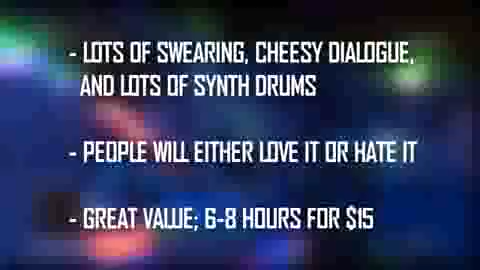 - LOTS OF SWEARING, CHEESY DIALOGUE,
AND LOTS OF SYNTH DRUMS
- PEOPLE WILL EITHER LOVE IT OR HATE IT
- GREAT VALUE; 6-8 HOURS FOR $15